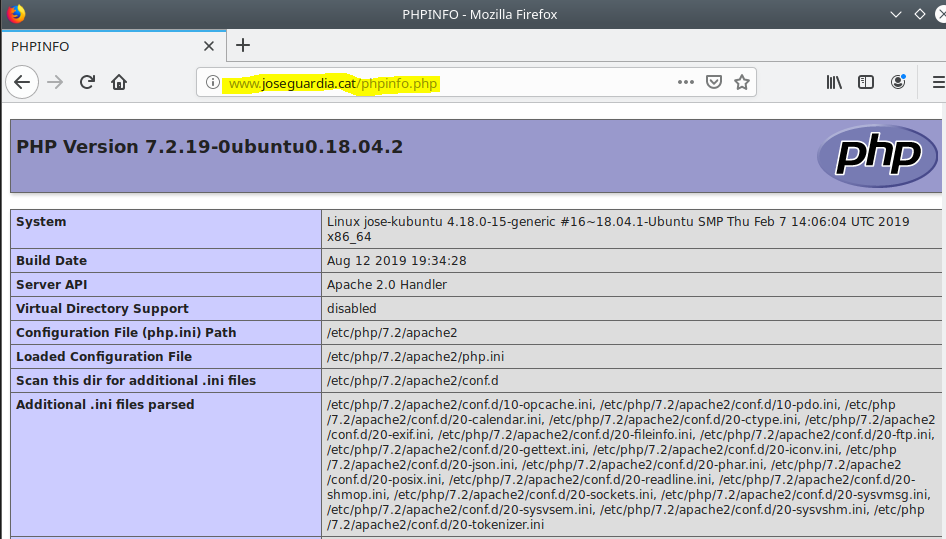 PHPINFO - Mozilla Firefox
PHPINFO
www.joseguardia.cat/phpinfo.php
PHP Version 7.2.19-0ubuntu0.18.04.2
php
System
Linux jose-kubuntu 4.18.0-15-generic #16~18.04.1-Ubuntu SMP Thu Feb 7 14:06:04 UTC 2019
x86_64
Build Date
Aug 12 2019 19:34:28
Server API
Apache 2.0 Handler
Virtual Directory Support
disabled
Configuration File (php.ini) Path
/etc/php/7.2/apache2
Loaded Configuration File
/etc/php/7.2/apache2/php.ini
Scan this dir for additional .ini files
/etc/php/7.2/apache2/conf.d
Additional .ini files parsed
/etc/php/7.2/apache2/conf.d/10-opcache.ini, /etc/php/7.2/apache2/conf.d/10-pdo.ini, /etc/php
/7.2/apache2/conf.d/20-calendar.ini, /etc/php/7.2/apache2/conf.d/20-ctype.ini, /etc/php/7.2/apache2
/conf.d/20-exif.ini, /etc/php/7.2/apache2/conf.d/20-fileinfo.ini, /etc/php/7.2/apache2/conf.d/20-ftp.ini,
/etc/php/7.2/apache2/conf.d/20-gettext.ini, /etc/php/7.2/apache2/conf.d/20-iconv.ini, /etc/php
/7.2/apache2/conf.d/20-json.ini, /etc/php/7.2/apache2/conf.d/20-phar.ini, /etc/php/7.2/apache2
/conf.d/20-posix.ini, /etc/php/7.2/apache2/conf.d/20-readline.ini, /etc/php/7.2/apache2/conf.d/20-
shmop.ini, /etc/php/7.2/apache2/conf.d/20-sockets.ini, /etc/php/7.2/apache2/conf.d/20-sysvmsg.ini,
/etc/php/7.2/apache2/conf.d/20-sysvsem.ini, /etc/php/7.2/apache2/conf.d/20-sysvshm.ini, /etc/php
/7.2/apache2/conf.d/20-tokenizer.ini